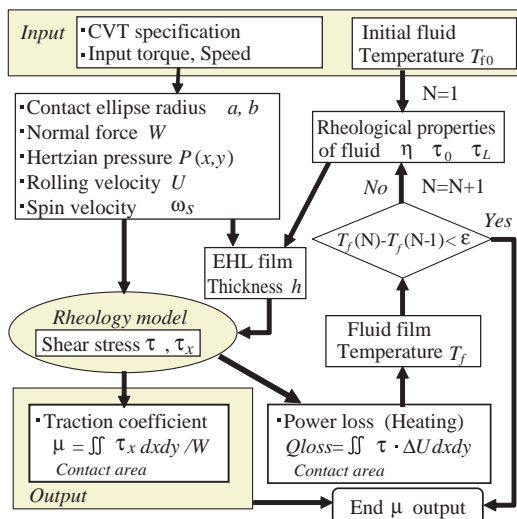 Input
▪CVT specification
▪Input torque, Speed
Initial fluid
Temperature T_f0
N=1
▪Contact ellipse radius a, b
▪Normal force W
▪Hertzian pressure P(x,y)
▪Rolling velocity U
▪Spin velocity ω_s
Rheological properties
of fluid η τ_0 τ_L
No
N=N+1
Yes
T_f(N)-T_f(N-1)< ε
EHL film
Thickness h
Rheology model
Shear stress τ , τ_x
Fluid film
Temperature T_f
▪Traction coefficient
μ = ∬ τ_x dxdy /W
Contact area
Output
▪Power loss (Heating)
Qloss= ∬ τ · ΔU dxdy
Contact area
End μ output